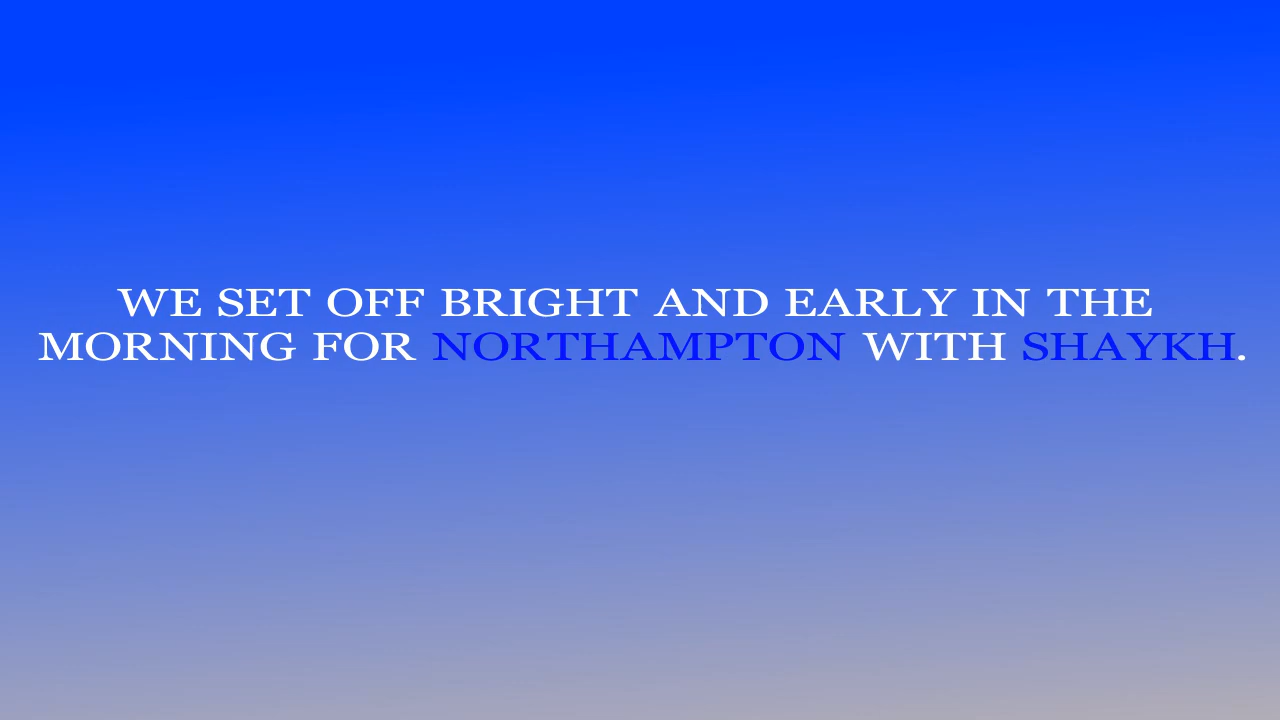 WE SET OFF BRIGHT AND EARLY IN THE
MORNING FOR NORTHAMPTON WITH SHAYKH.